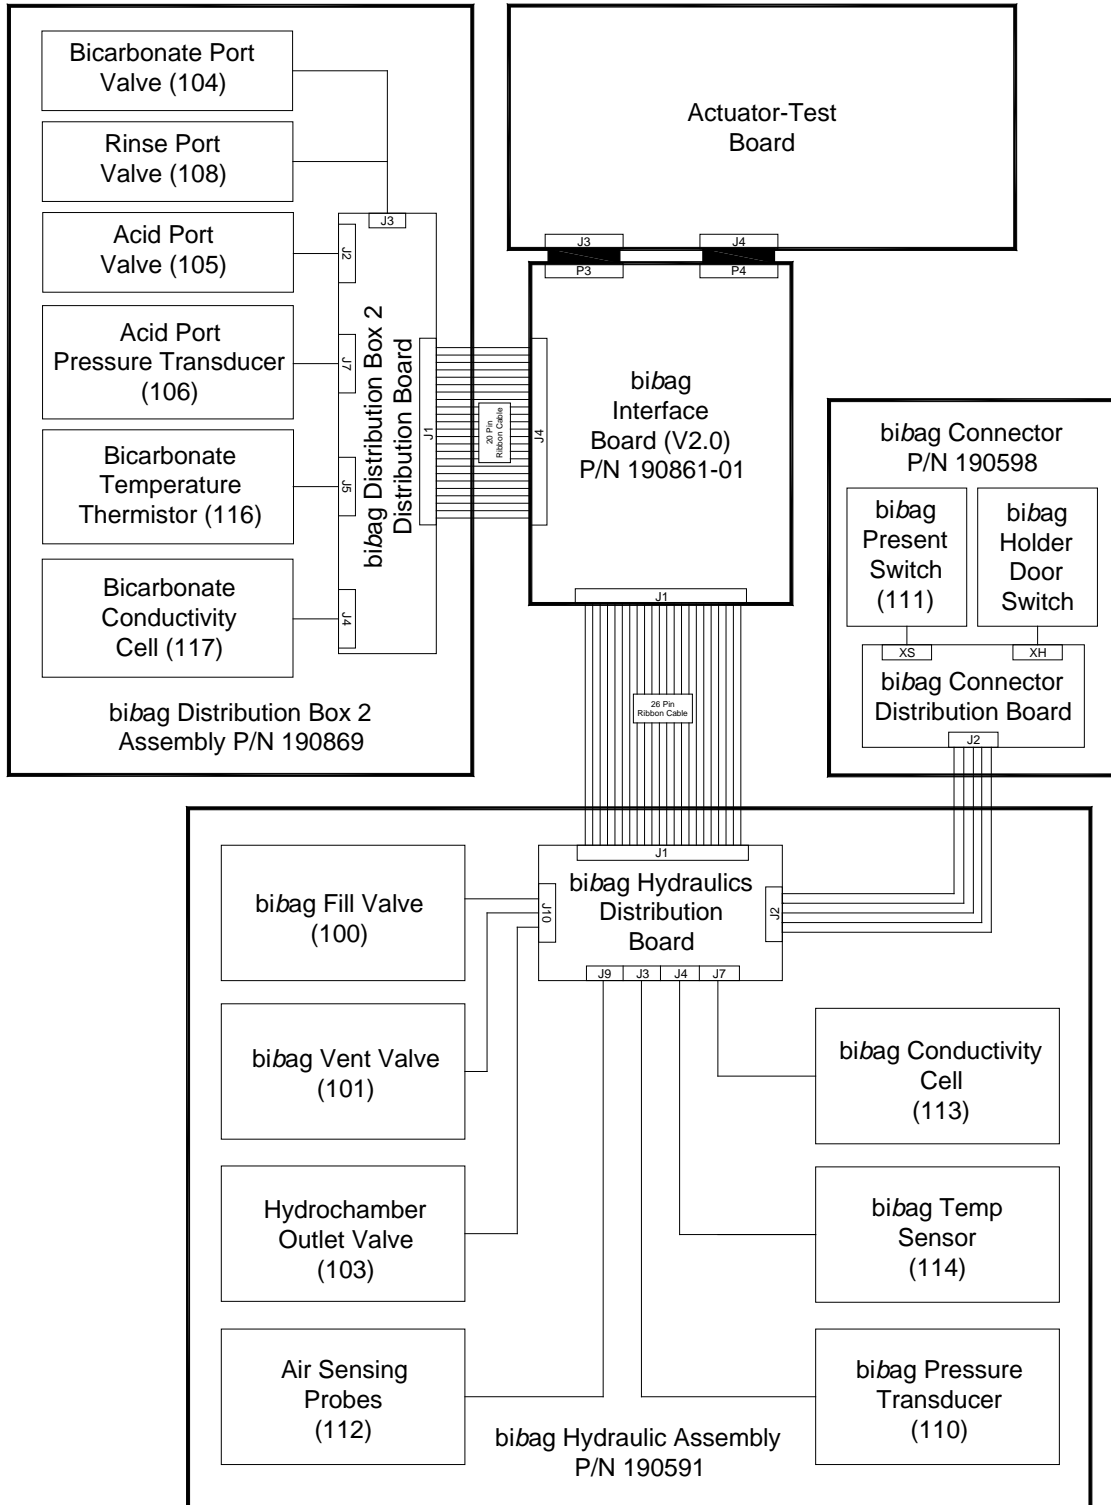 Bicarbonate Port
Valve (104)
Rinse Port
Valve (108)
Acid Port
Valve (105)
Acid Port
Pressure Transducer
(106)
Bicarbonate
Temperature
Thermistor (116)
Bicarbonate
Conductivity
Cell (117)
J3
J2
J7
J5
J4
bibag Distribution Box 2
Distribution Board
J1
bibag Distribution Box 2
Assembly P/N 190869
20 Pin
Ribbon Cable
Actuator-Test
Board
J3
J4
P3
P4
J4
bibag
Interface
Board (V2.0)
P/N 190861-01
J1
26 Pin
Ribbon Cable
bibag Connector
P/N 190598
bibag
Present
Switch
(111)
bibag
Holder
Door
Switch
XS
XH
bibag Connector
Distribution Board
J2
J1
bibag Hydraulics
Distribution
Board
J10
J2
J9
J3
J4
J7
bibag Fill Valve
(100)
bibag Vent Valve
(101)
Hydrochamber
Outlet Valve
(103)
Air Sensing
Probes
(112)
bibag Conductivity
Cell
(113)
bibag Temp
Sensor
(114)
bibag Pressure
Transducer
(110)
bibag Hydraulic Assembly
P/N 190591